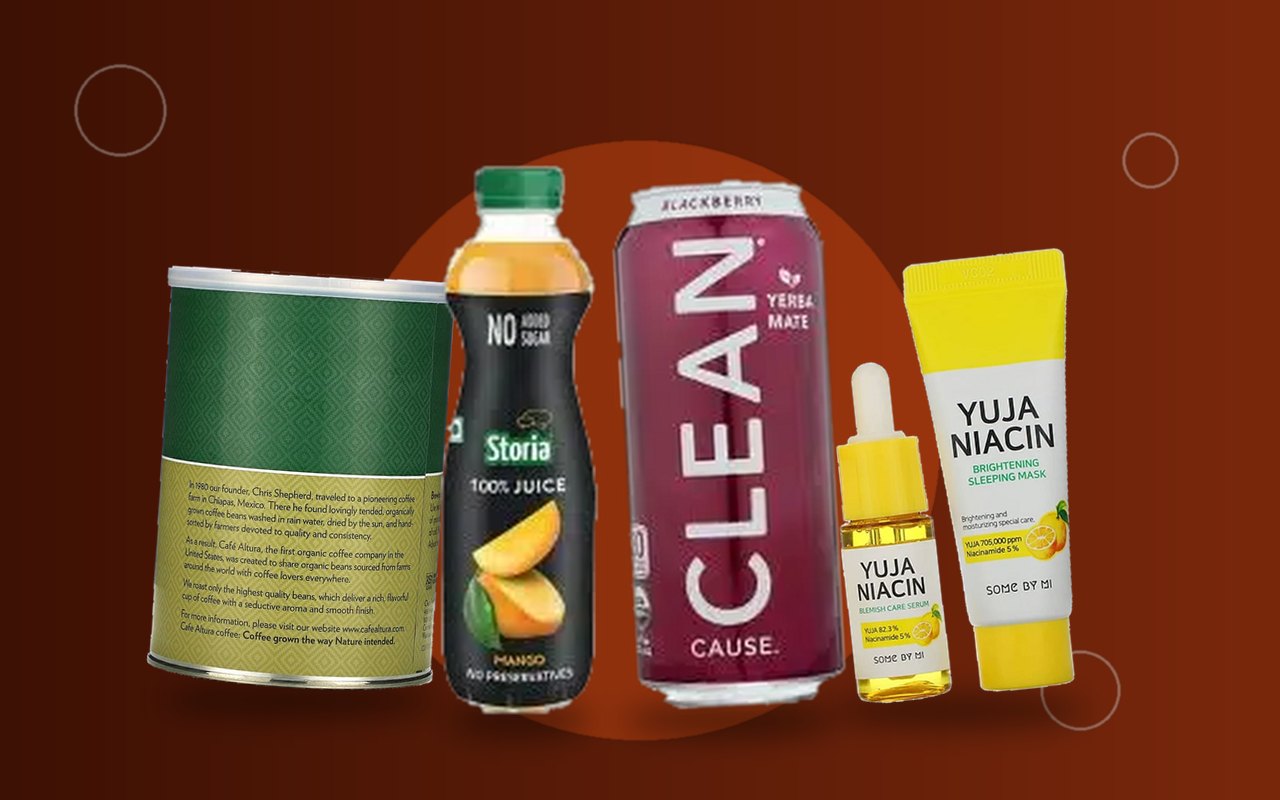 In 1980 our founder, Chris Shepherd, traveled to a pioneering coffee
farm in Chiapas, Mexico. There he found lovingly tended, organically
grown coffee beans washed in rain water, dried by the sun, and hand-
sorted by farmers devoted to quality and consistency.
As a result, Café Altura, the first organic coffee company in the
United States, was created to share organic beans sourced from farms
around the world with coffee lovers everywhere.
We roast only the highest quality beans, which deliver a rich, flavorful
cup of coffee with a seductive aroma and smooth finish.
For more information, please visit our website www.cafealtura.com.
Cafe Altura coffee: Coffee grown the way Nature intended.
NO ADDED
SUGAR
Storia
100% JUICE
MANGO
NO PRESERVATIVES
BLACKBERRY
CLEAN
YERBA
MATE
CAUSE.
YUJA
NIACIN
BLEMISH CARE SERUM
YUJA 82.3%
Niacinamide 5%
SOME BY MI
YUJA
NIACIN
BRIGHTENING
SLEEPING MASK
Brightening and
moisturizing special care.
YUJA 705,000 ppm
Niacinamide 5%
SOME BY MI